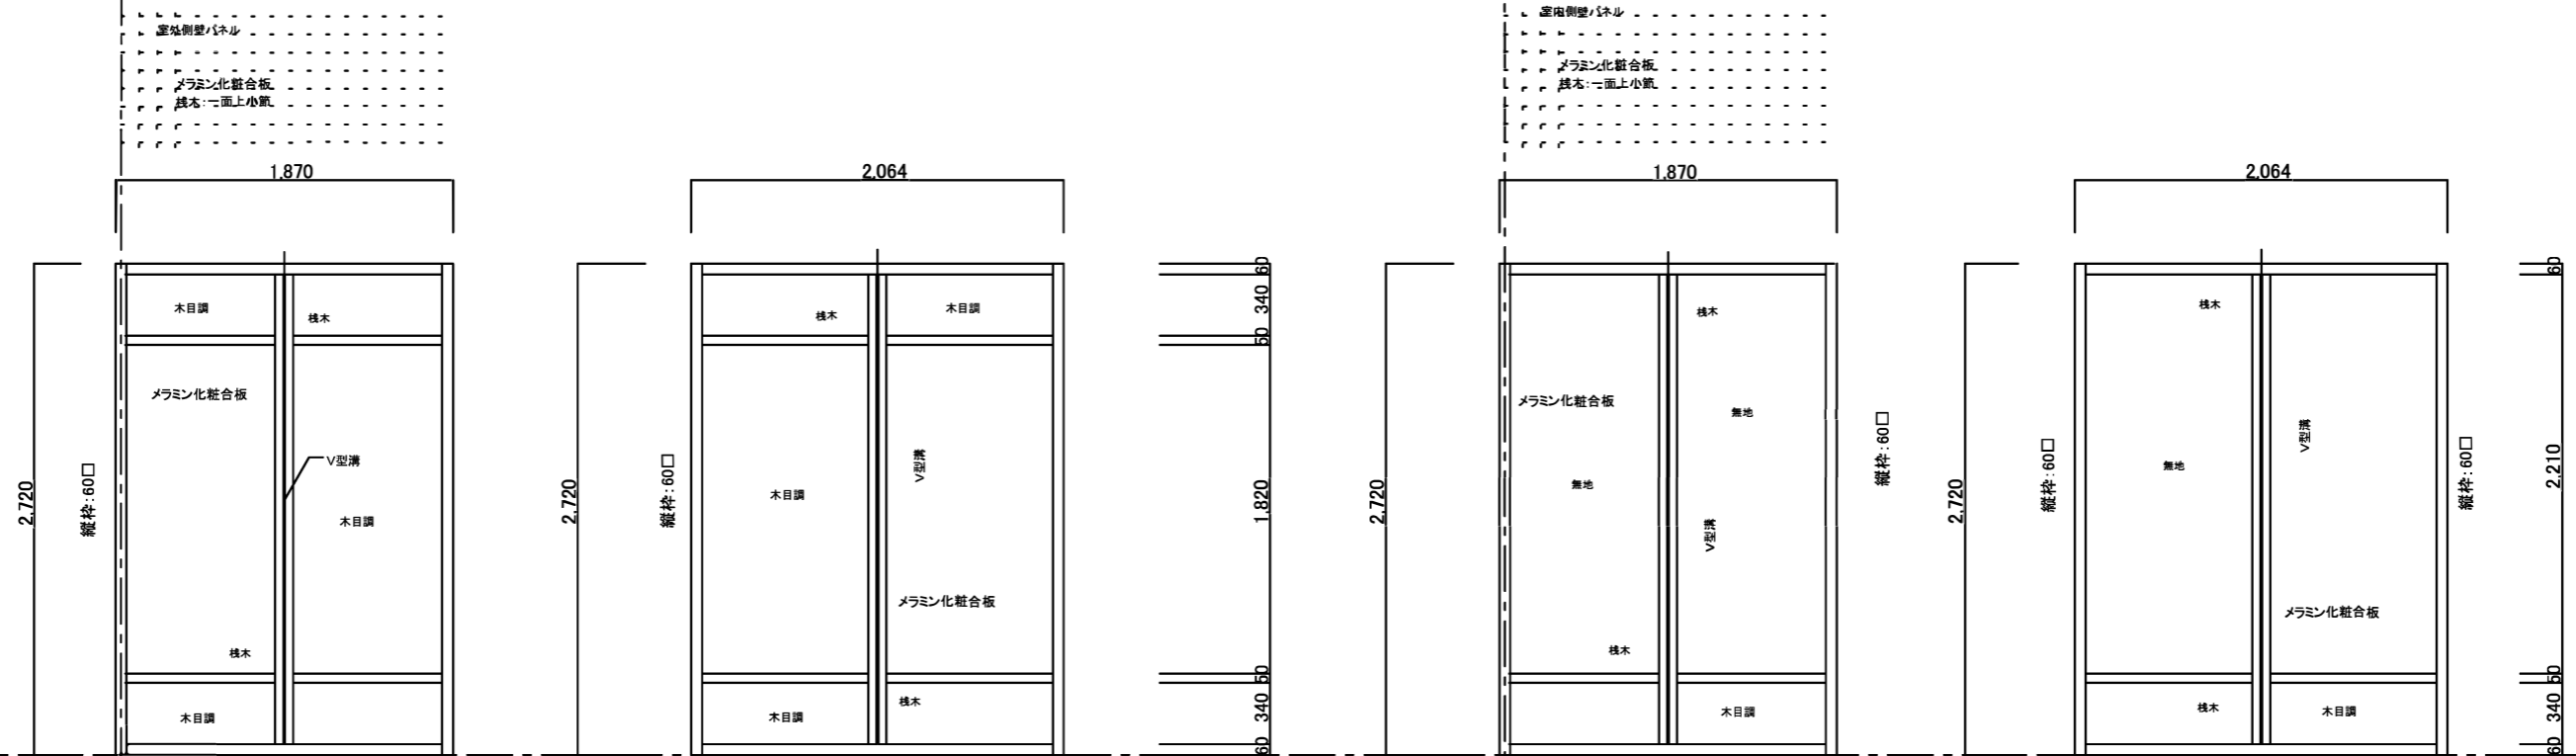 室外側壁パネル
メラミン化粧合板
桟木:一面上小節
1,870
2,720
縦枠:60□
木目調
桟木
メラミン化粧合板
V型溝
木目調
桟木
木目調
2,064
2,720
縦枠:60□
桟木
木目調
V型溝
木目調
メラミン化粧合板
桟木
木目調
60
340
50
1,820
50
340
60
室内側壁パネル
メラミン化粧合板
桟木:一面上小節
1,870
2,720
桟木
メラミン化粧合板
無地
無地
V型溝
桟木
木目調
縦枠:60□
2,064
2,720
縦枠:60□
桟木
V型溝
無地
メラミン化粧合板
桟木
木目調
縦枠:60□
60
2,210
50
340
60